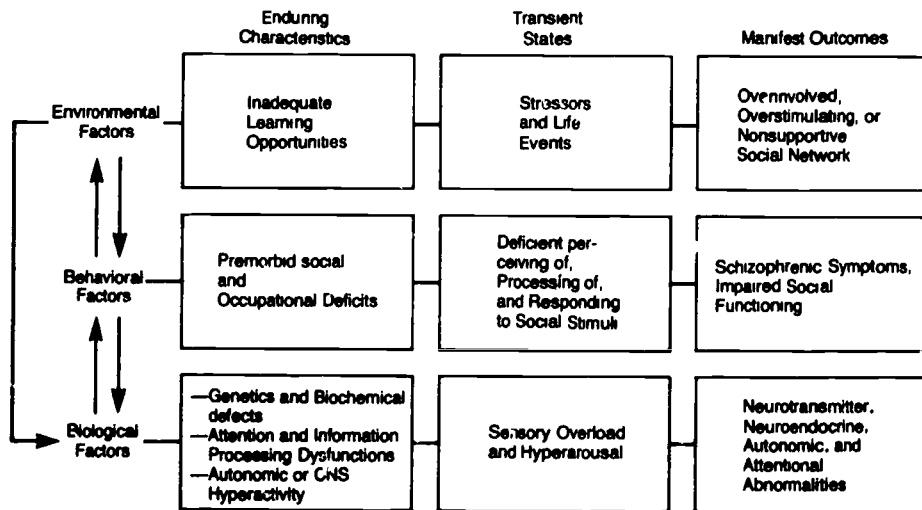 Enduring
Characteristics
Transient
States
Manifest Outcomes
Environmental
Factors
Inadequate
Learning
Opportunities
Stressors
and Life
Events
Overinvolved,
Overstimulating, or
Nonsupportive
Social Network
Behavioral
Factors
Premorbid social
and
Occupational Deficits
Deficient per-
ceiving of,
Processing of,
and Responding
to Social Stimuli
Schizophrenic Symptoms,
Impaired Social
Functioning
Biological
Factors
—Genetics and Biochemical
defects
—Attention and Information
Processing Dysfunctions
—Autonomic or CNS
Hyperactivity
Sensory Overload
and Hyperarousal
Neurotransmitter,
Neuroendocrine,
Autonomic, and
Attentional
Abnormalities